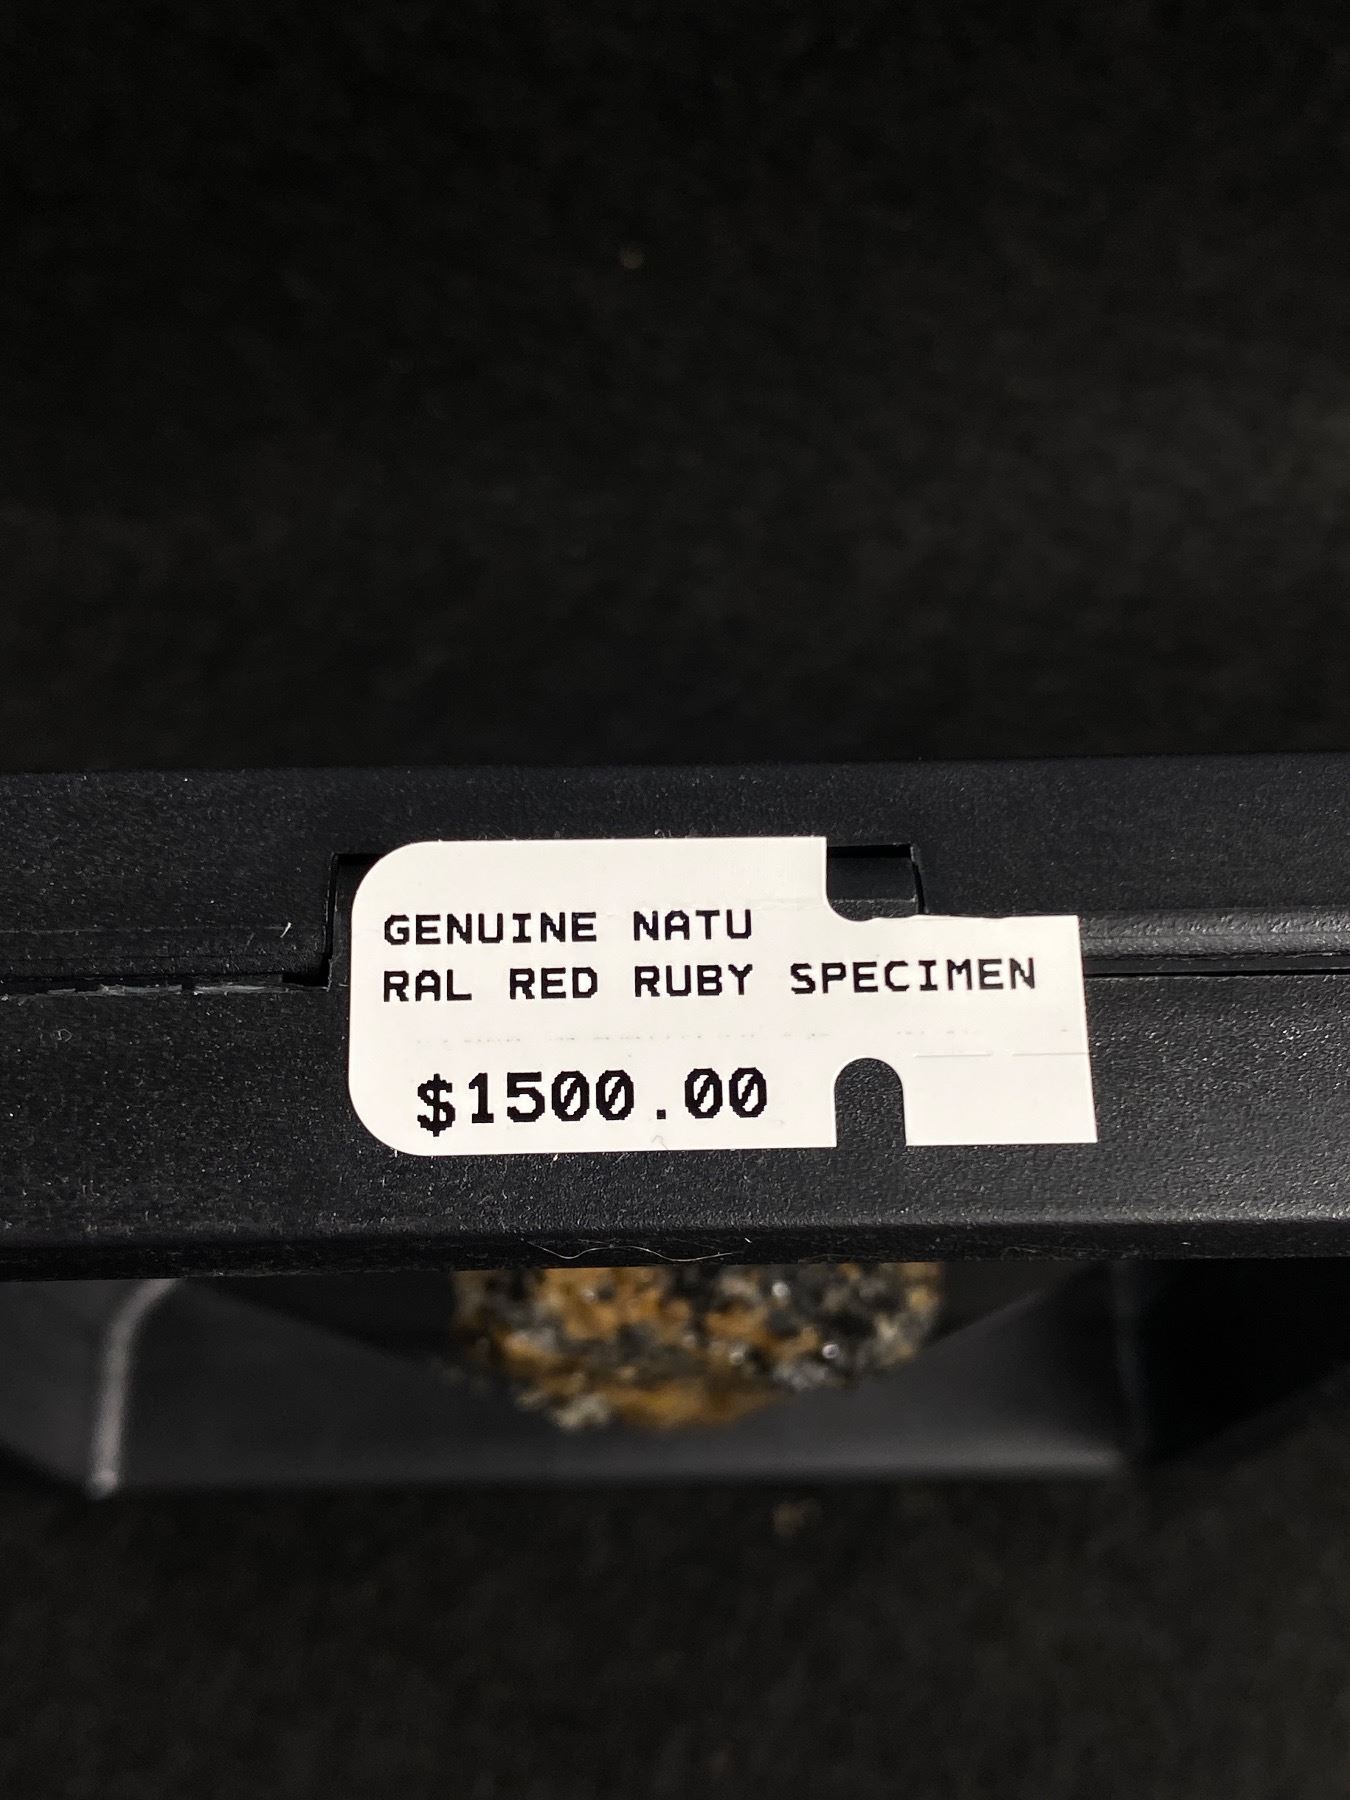 GENUINE NATU
RAL RED RUBY SPECIMEN
$1500.00